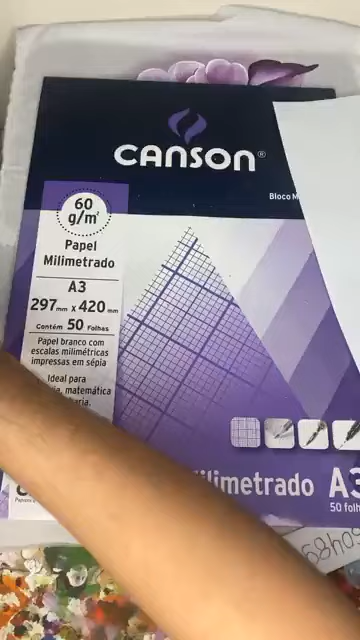 CANSON®
Bloco
60
g/m²
Papel
Milimetrado
A3
297mm x 420mm
Contém 50 Folhas
Papel branco com
escalas milimétricas
impressas em sépia
Ideal para
matemática
Milimetrado A3
50 folh